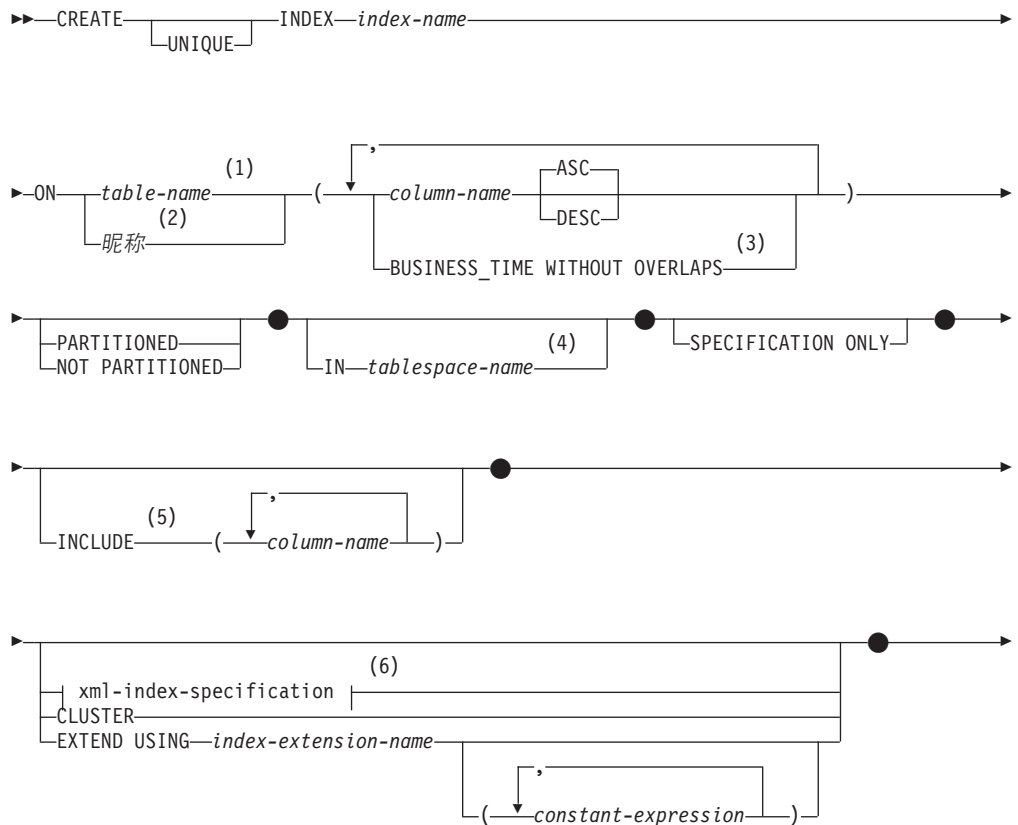 CREATE UNIQUE INDEX index-name
ON table-name (1) ( column-name ASC , )
昵称 (2) DESC
BUSINESS_TIME WITHOUT OVERLAPS (3)
PARTITIONED
NOT PARTITIONED
IN tablespace-name (4)
SPECIFICATION ONLY
INCLUDE (5) ( column-name , )
xml-index-specification (6)
CLUSTER
EXTEND USING index-extension-name
( constant-expression , )